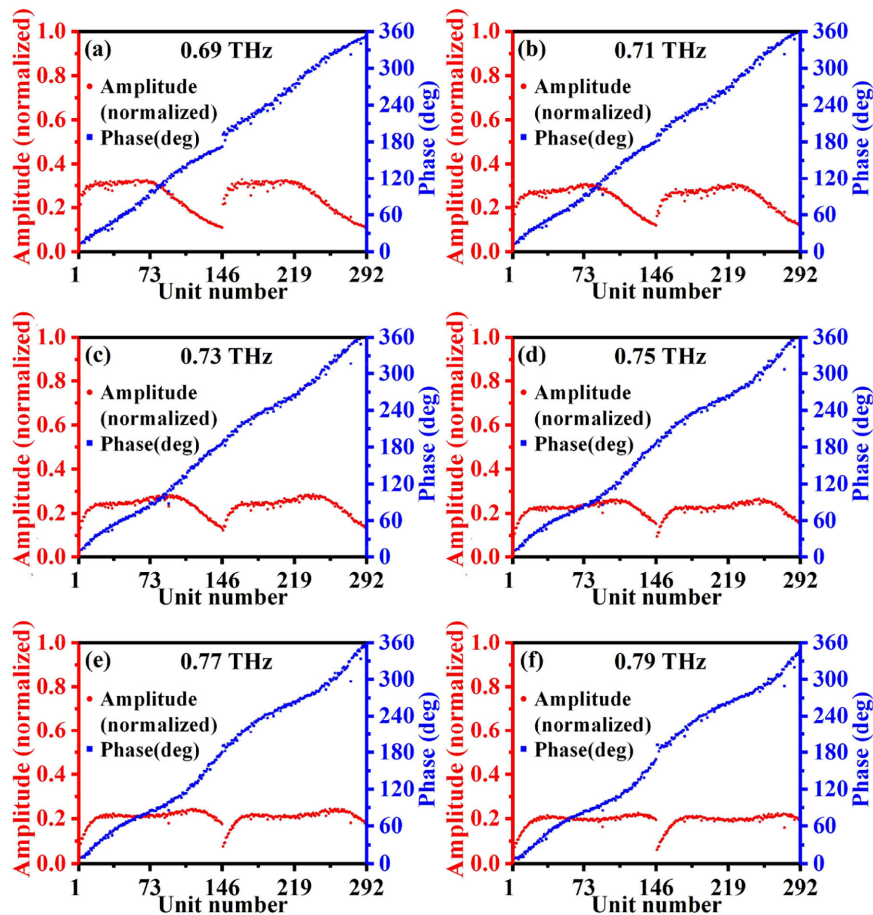 (a) 0.69 THz
Amplitude
(normalized)
Phase(deg)
Amplitude (normalized)
1.0
0.8
0.6
0.4
0.2
0.0
360
300
240
180
120
60
0
Phase (deg)
1 73 146 219 292
Unit number
(b) 0.71 THz
Amplitude
(normalized)
Phase(deg)
Amplitude (normalized)
1.0
0.8
0.6
0.4
0.2
0.0
360
300
240
180
120
60
0
Phase (deg)
1 73 146 219 292
Unit number
(c) 0.73 THz
Amplitude
(normalized)
Phase(deg)
Amplitude (normalized)
1.0
0.8
0.6
0.4
0.2
0.0
360
300
240
180
120
60
0
Phase (deg)
1 73 146 219 292
Unit number
(d) 0.75 THz
Amplitude
(normalized)
Phase(deg)
Amplitude (normalized)
1.0
0.8
0.6
0.4
0.2
0.0
360
300
240
180
120
60
0
Phase (deg)
1 73 146 219 292
Unit number
(e) 0.77 THz
Amplitude
(normalized)
Phase(deg)
Amplitude (normalized)
1.0
0.8
0.6
0.4
0.2
0.0
360
300
240
180
120
60
0
Phase (deg)
1 73 146 219 292
Unit number
(f) 0.79 THz
Amplitude
(normalized)
Phase(deg)
Amplitude (normalized)
1.0
0.8
0.6
0.4
0.2
0.0
360
300
240
180
120
60
0
Phase (deg)
1 73 146 219 292
Unit number